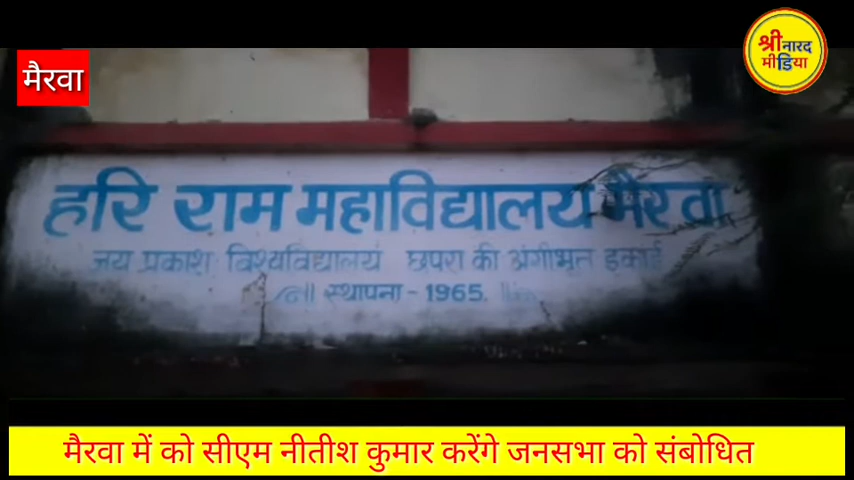 मैरवा
श्री नारद
मीडिया
हरि राम महाविद्यालय मैरवा
जय प्रकाश विश्वविद्यालय छपरा की अंगीभूत इकाई
स्थापना - 1965.
मैरवा में को सीएम नीतीश कुमार करेंगे जनसभा को संबोधित